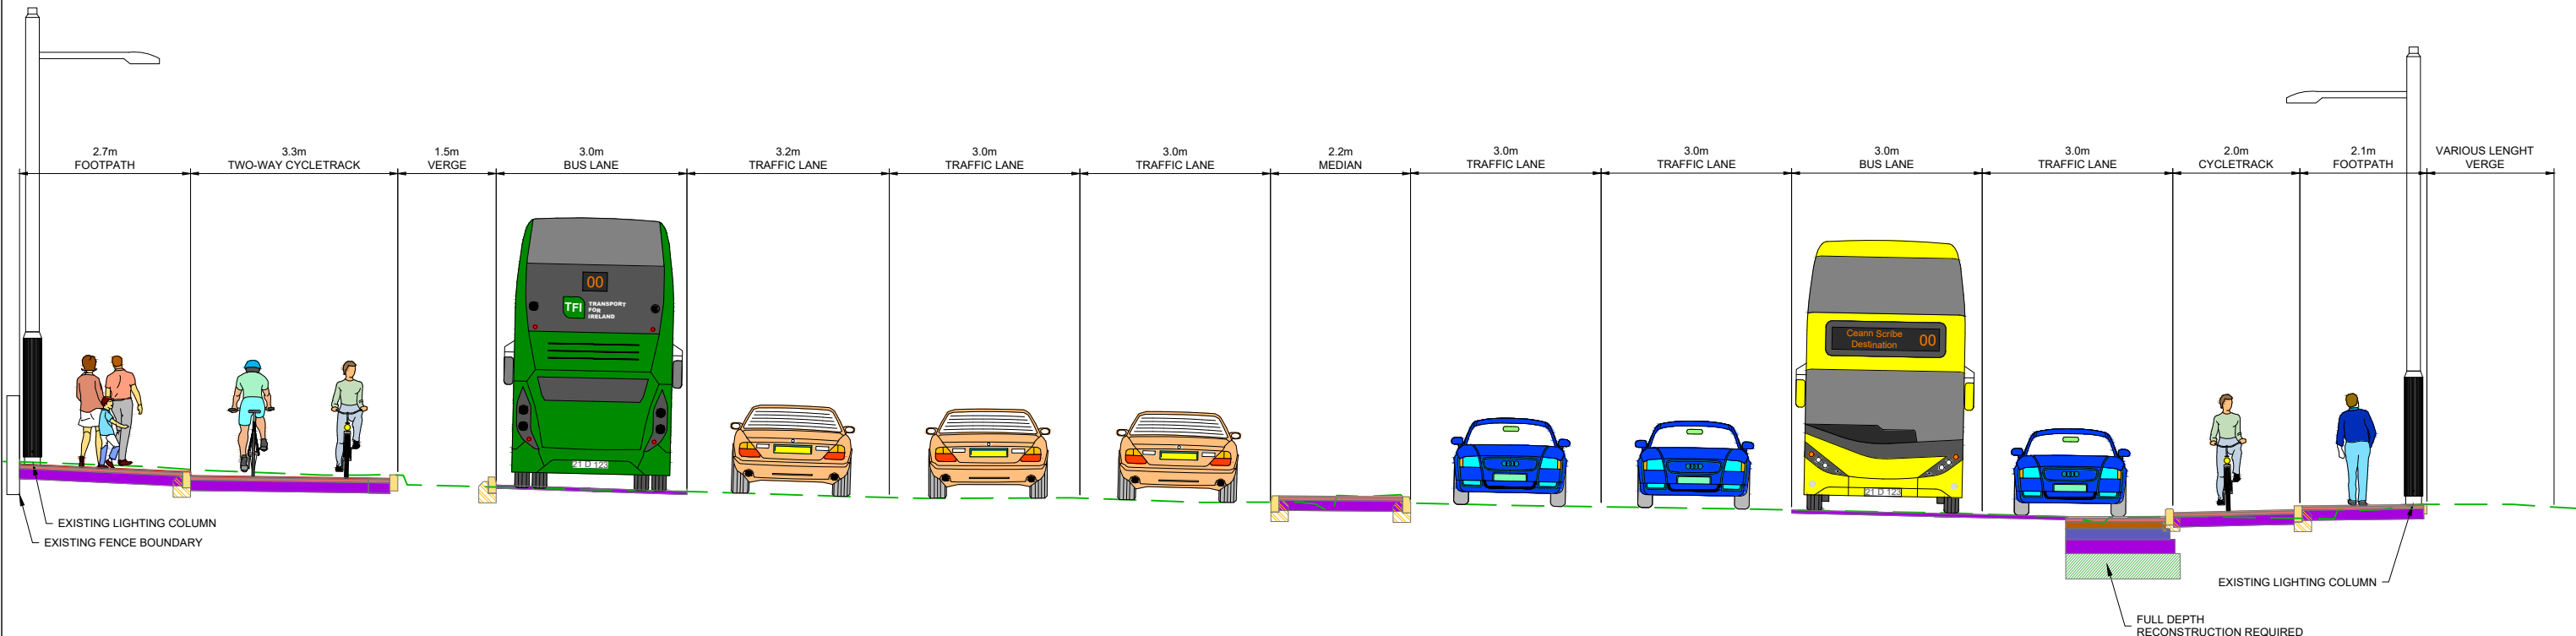 2.7m
FOOTPATH
3.3m
TWO-WAY CYCLETRACK
1.5m
VERGE
3.0m
BUS LANE
3.2m
TRAFFIC LANE
3.0m
TRAFFIC LANE
3.0m
TRAFFIC LANE
2.2m
MEDIAN
3.0m
TRAFFIC LANE
3.0m
TRAFFIC LANE
3.0m
BUS LANE
3.0m
TRAFFIC LANE
2.0m
CYCLETRACK
2.1m
FOOTPATH
VARIOUS LENGHT
VERGE
00
TFI
TRANSPORT
FOR
IRELAND
21 D 123
Ceann Scribe
Destination
00
21 D 123
EXISTING LIGHTING COLUMN
EXISTING FENCE BOUNDARY
EXISTING LIGHTING COLUMN
FULL DEPTH
RECONSTRUCTION REQUIRED